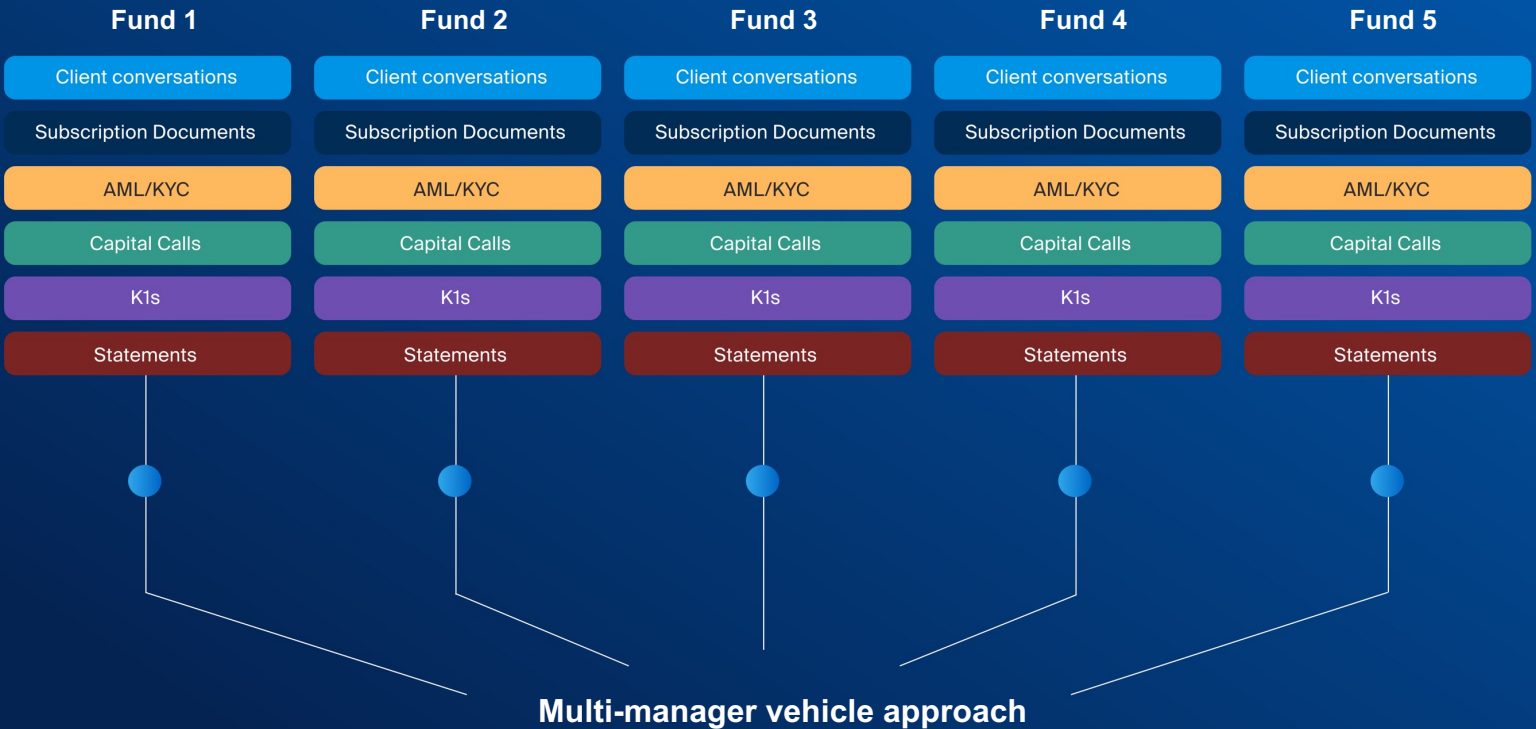 Fund 1
Fund 2
Fund 3
Fund 4
Fund 5
Client conversations
Client conversations
Client conversations
Client conversations
Client conversations
Subscription Documents
Subscription Documents
Subscription Documents
Subscription Documents
Subscription Documents
AML/KYC
AML/KYC
AML/KYC
AML/KYC
AML/KYC
Capital Calls
Capital Calls
Capital Calls
Capital Calls
Capital Calls
K1s
K1s
K1s
K1s
K1s
Statements
Statements
Statements
Statements
Statements
Multi-manager vehicle approach